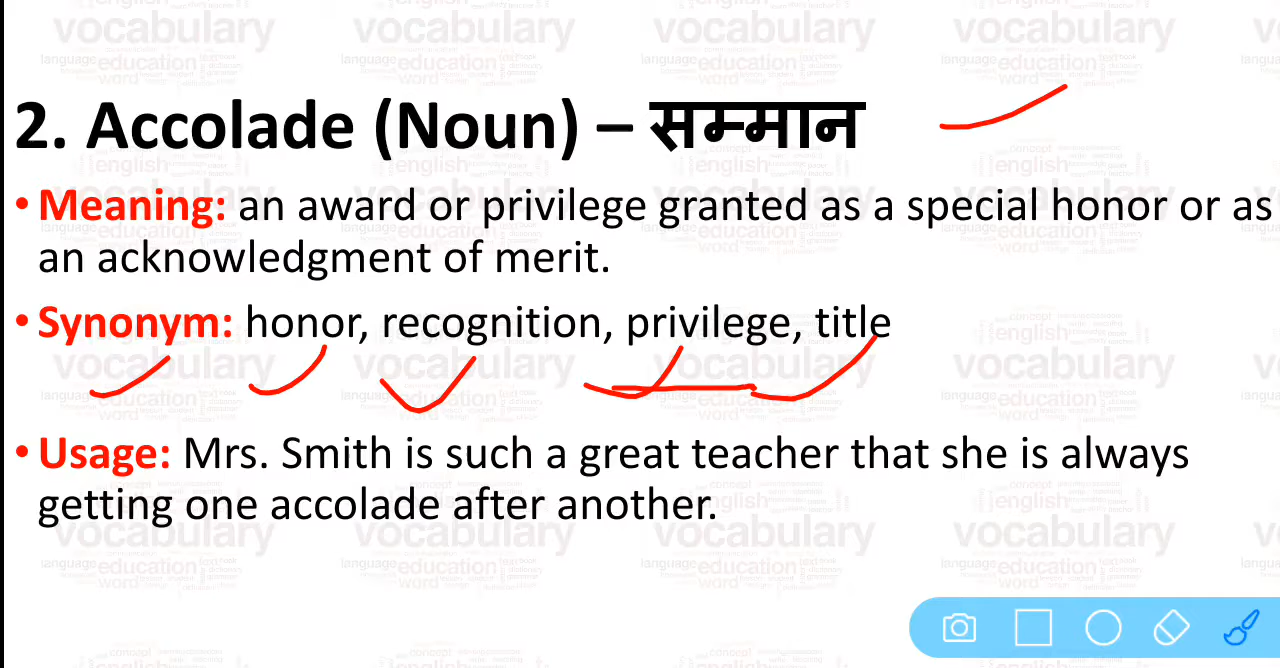 2. Accolade (Noun) – सम्मान
• Meaning: an award or privilege granted as a special honor or as
an acknowledgment of merit.
• Synonym: honor, recognition, privilege, title
• Usage: Mrs. Smith is such a great teacher that she is always
getting one accolade after another.